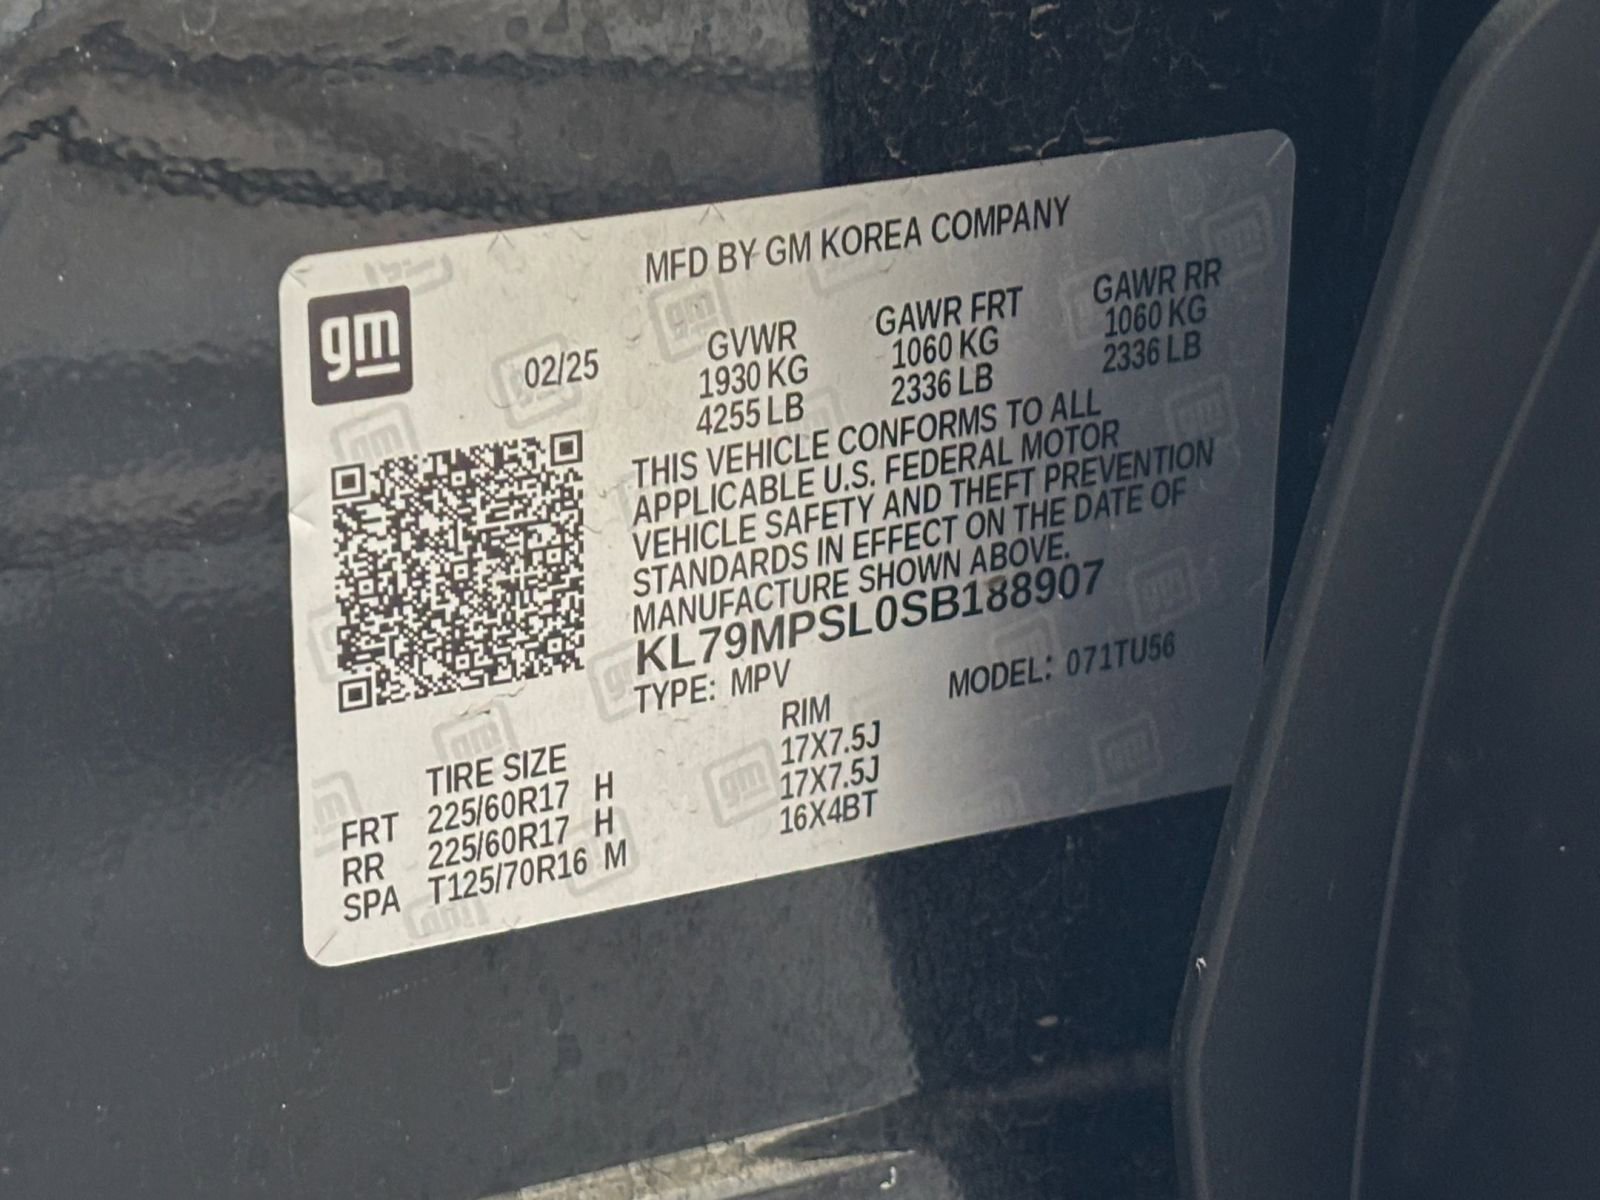 MFD BY GM KOREA COMPANY
gm
02/25
GVWR GAWR FRT GAWR RR
1930 KG 1060 KG 1060 KG
4255 LB 2336 LB 2336 LB
THIS VEHICLE CONFORMS TO ALL
APPLICABLE U.S. FEDERAL MOTOR
VEHICLE SAFETY AND THEFT PREVENTION
STANDARDS IN EFFECT ON THE DATE OF
MANUFACTURE SHOWN ABOVE.
KL79MPSL0SB188907
TYPE: MPV MODEL: 071TU56
TIRE SIZE RIM
FRT 225/60R17 H 17X7.5J
RR 225/60R17 H 17X7.5J
SPA T125/70R16 M 16X4BT